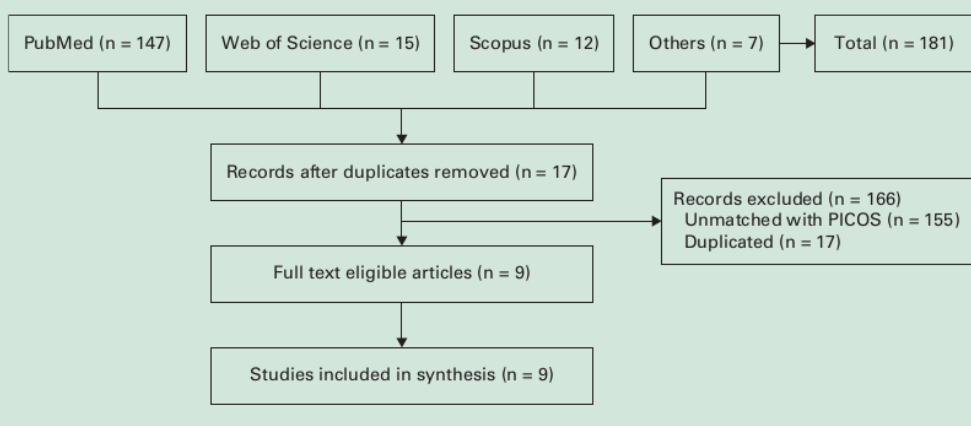 PubMed (n = 147)
Web of Science (n = 15)
Scopus (n = 12)
Others (n = 7)
Total (n = 181)
Records after duplicates removed (n = 17)
Records excluded (n = 166)
Unmatched with PICOS (n = 155)
Duplicated (n = 17)
Full text eligible articles (n = 9)
Studies included in synthesis (n = 9)